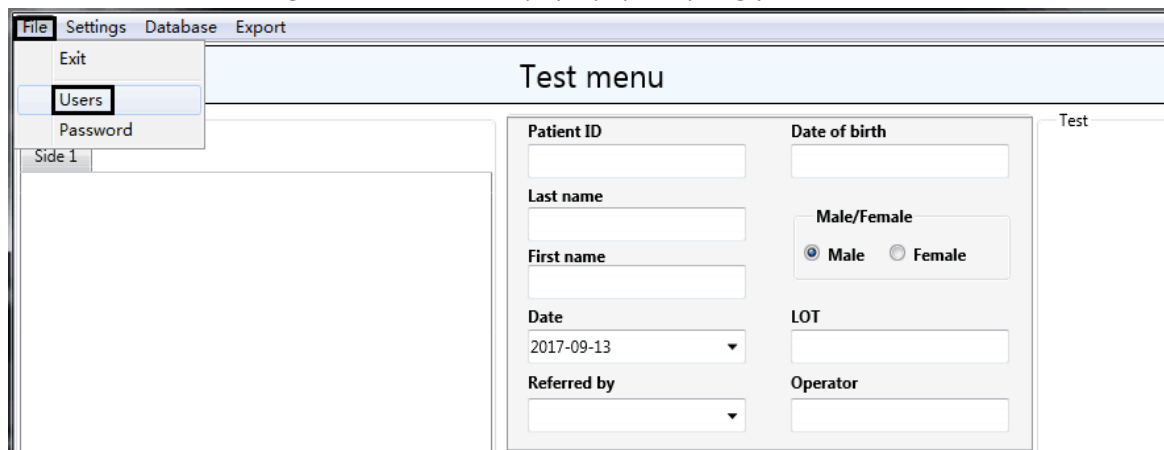 File Settings Database Export
Exit
Users
Password
Test menu
Side 1
Patient ID
Date of birth
Last name
Male/Female
Male Female
First name
Date
2017-09-13
LOT
Referred by
Operator
Test